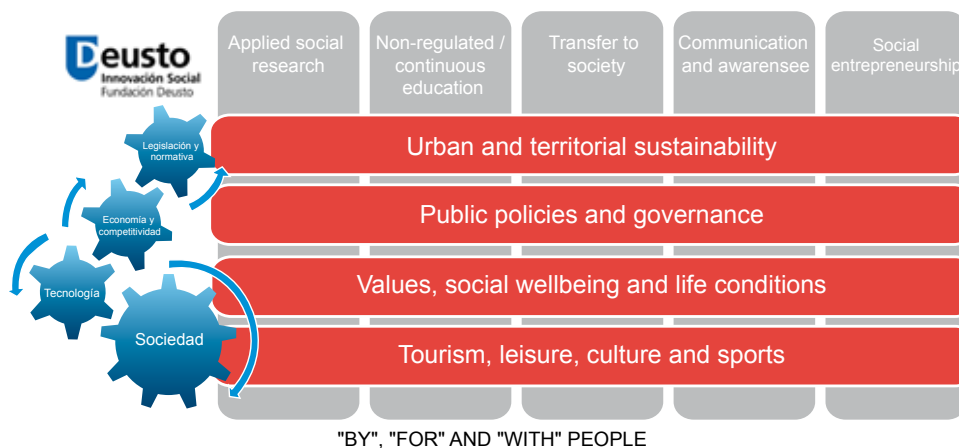 Deusto
Innovación Social
Fundación Deusto
Applied social
research
Non-regulated /
continuous
education
Transfer to
society
Communication
and awarensee
Social
entrepreneurship
Legislación y
normativa
Economía y
competitividad
Tecnología
Sociedad
Urban and territorial sustainability
Public policies and governance
Values, social wellbeing and life conditions
Tourism, leisure, culture and sports
"BY", "FOR" AND "WITH" PEOPLE